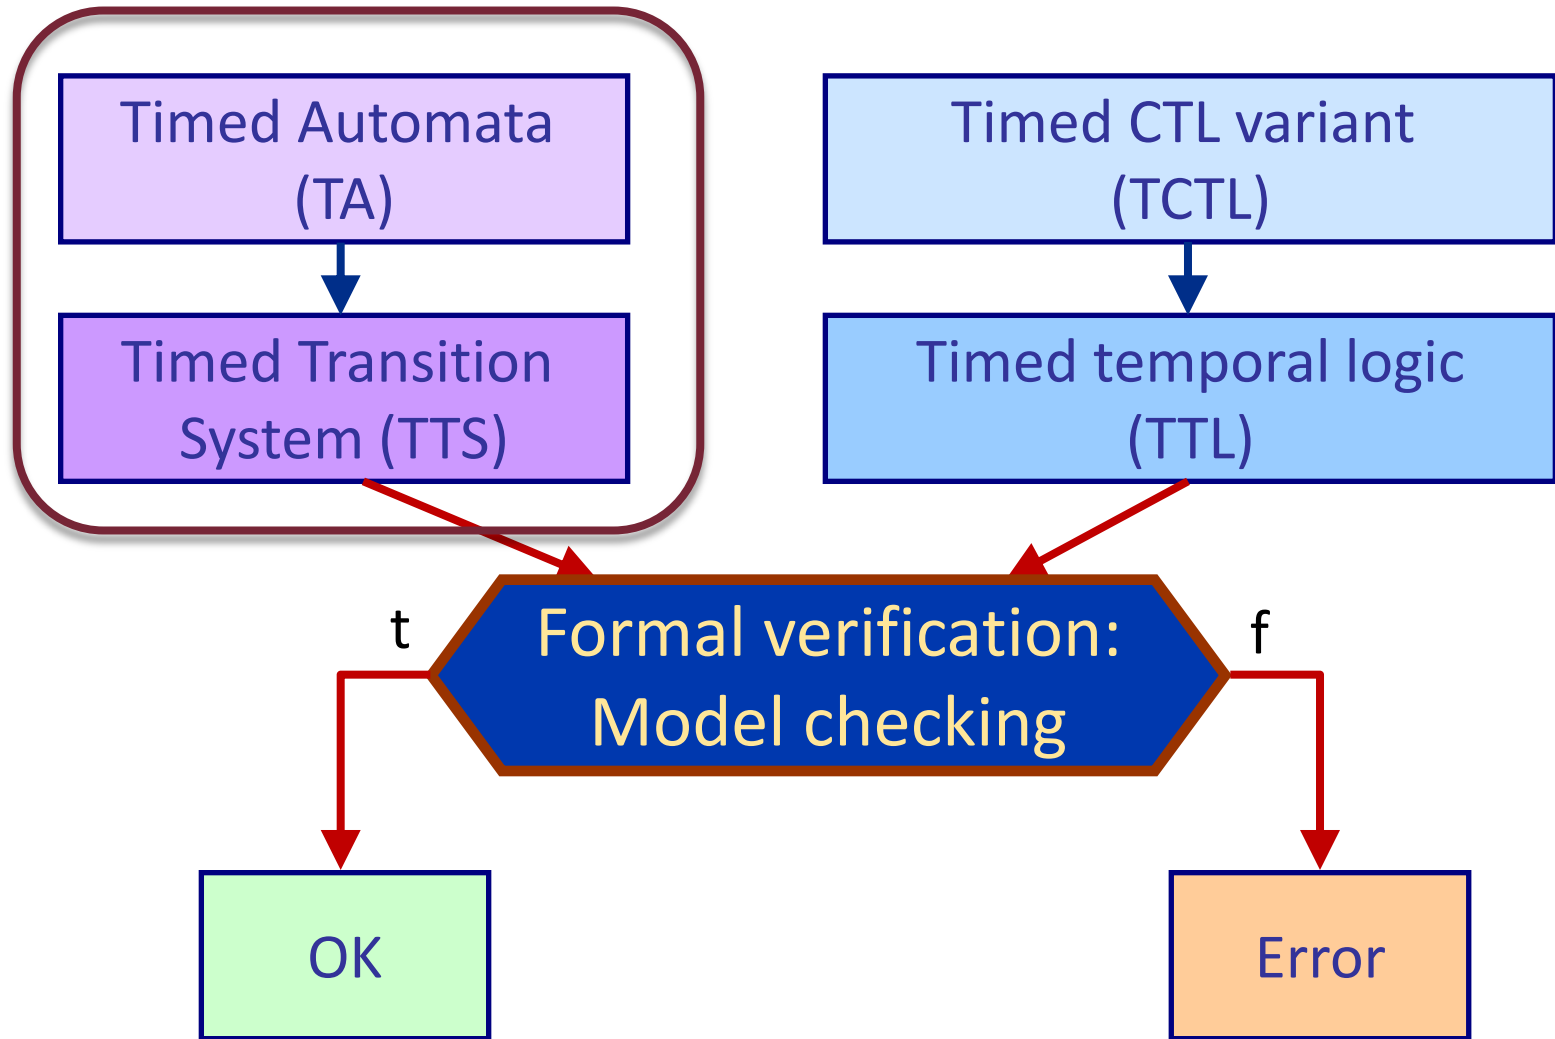 Timed Automata
(TA)
Timed CTL variant
(TCTL)
Timed Transition
System (TTS)
Timed temporal logic
(TTL)
t
Formal verification:
Model checking
f
OK
Error